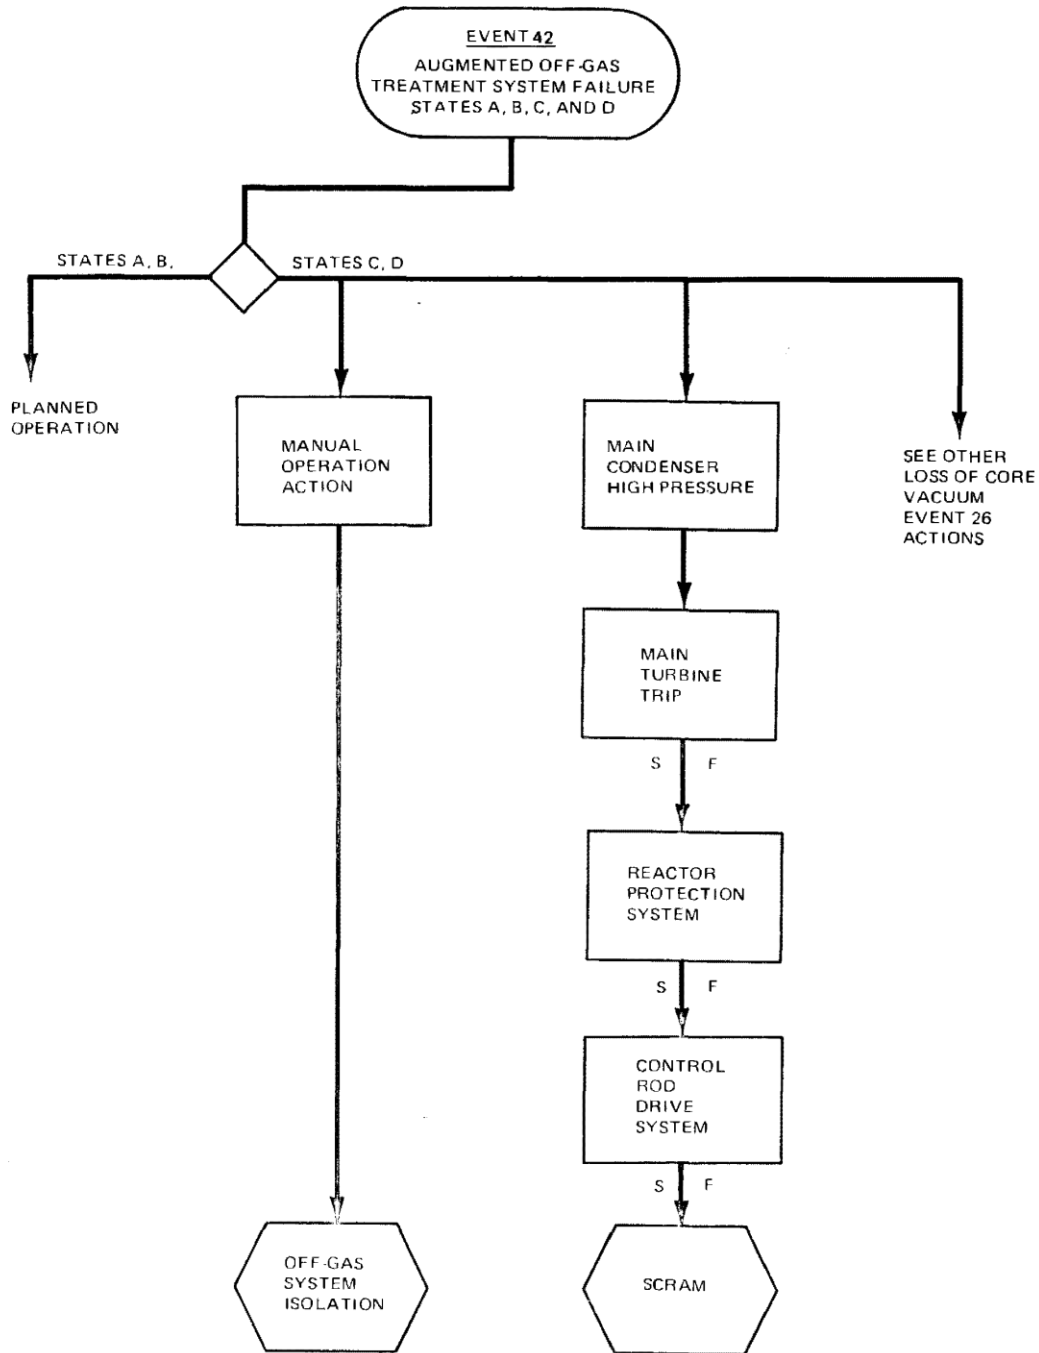 EVENT 42
AUGMENTED OFF-GAS
TREATMENT SYSTEM FAILURE
STATES A, B, C, AND D
STATES A, B,
STATES C, D
PLANNED
OPERATION
MANUAL
OPERATION
ACTION
MAIN
CONDENSER
HIGH PRESSURE
SEE OTHER
LOSS OF CORE
VACUUM
EVENT 26
ACTIONS
MAIN
TURBINE
TRIP
S F
REACTOR
PROTECTION
SYSTEM
S F
CONTROL
ROD
DRIVE
SYSTEM
S F
OFF-GAS
SYSTEM
ISOLATION
SCRAM